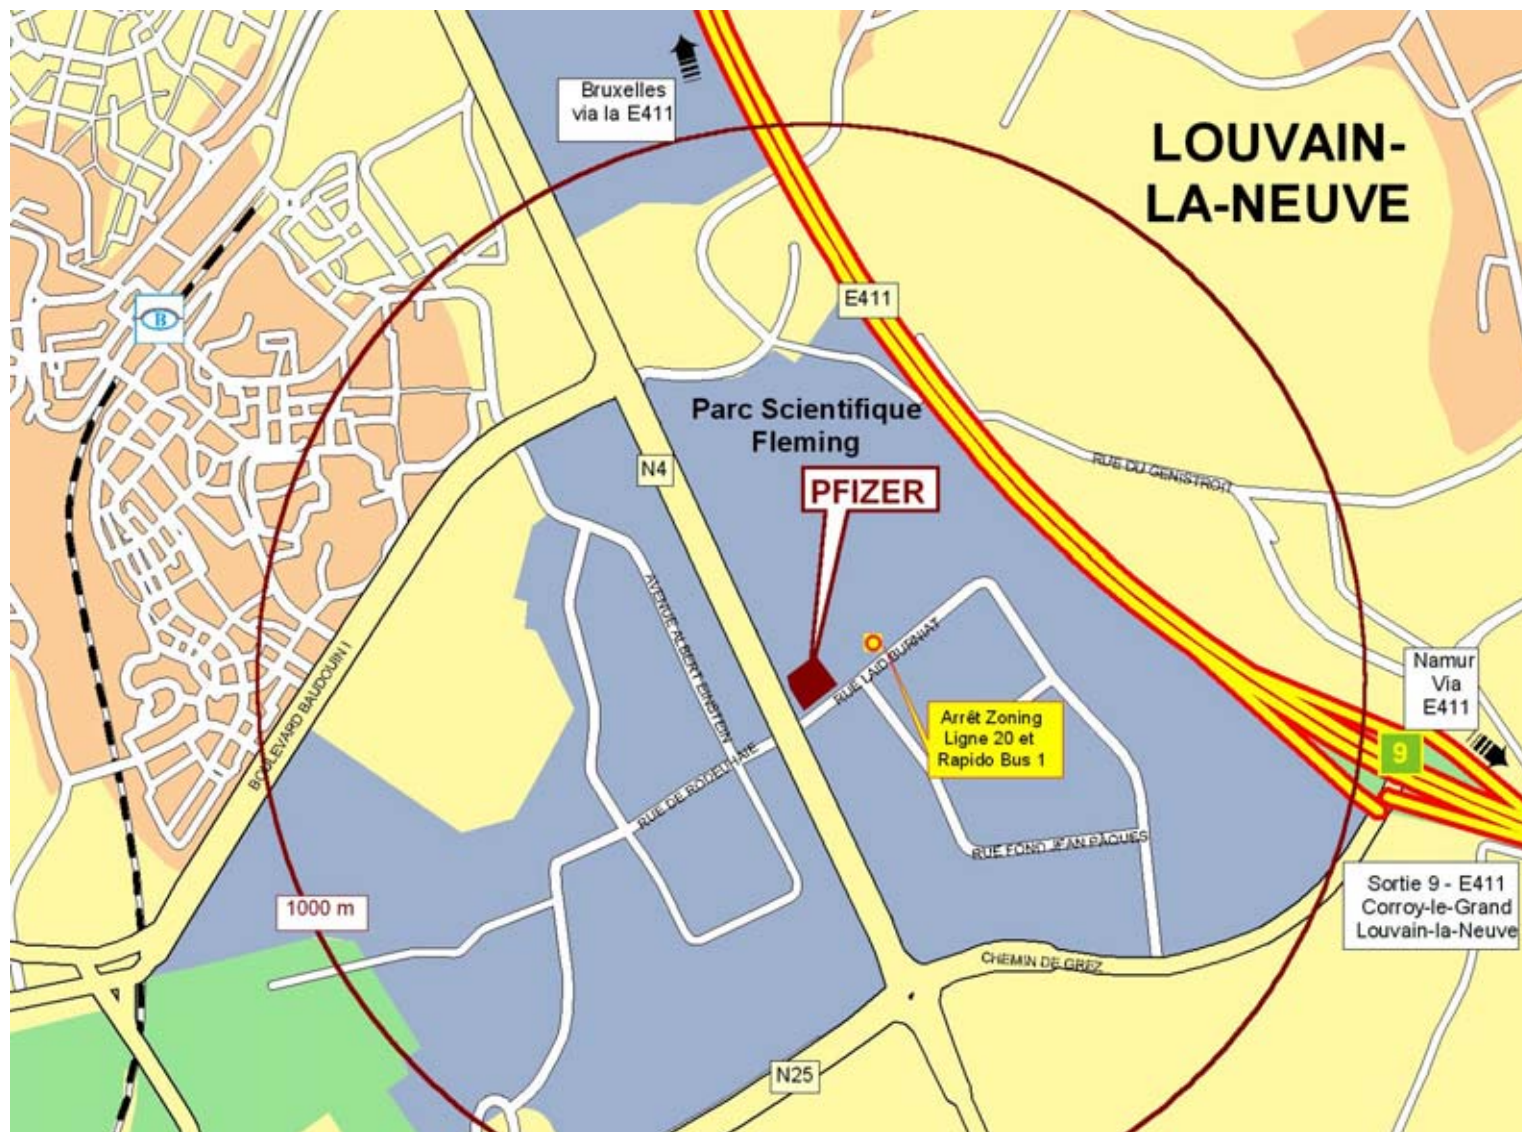 Bruxelles
via la E411
LOUVAIN-
LA-NEUVE
B
E411
Parc Scientifique
Fleming
N4
RUE DU GENISTROIT
PFIZER
AVENUE ALBERT EINSTEIN
RUE LAID BURNIAT
BOULEVARD BAUDOUIN I
Namur
Via
E411
Arrêt Zoning
Ligne 20 et
Rapido Bus 1
9
RUE DE RODEUHAIE
RUE FOND JEAN PÂQUES
1000 m
Sortie 9 - E411
Corroy-le-Grand
Louvain-la-Neuve
CHEMIN DE GREZ
N25